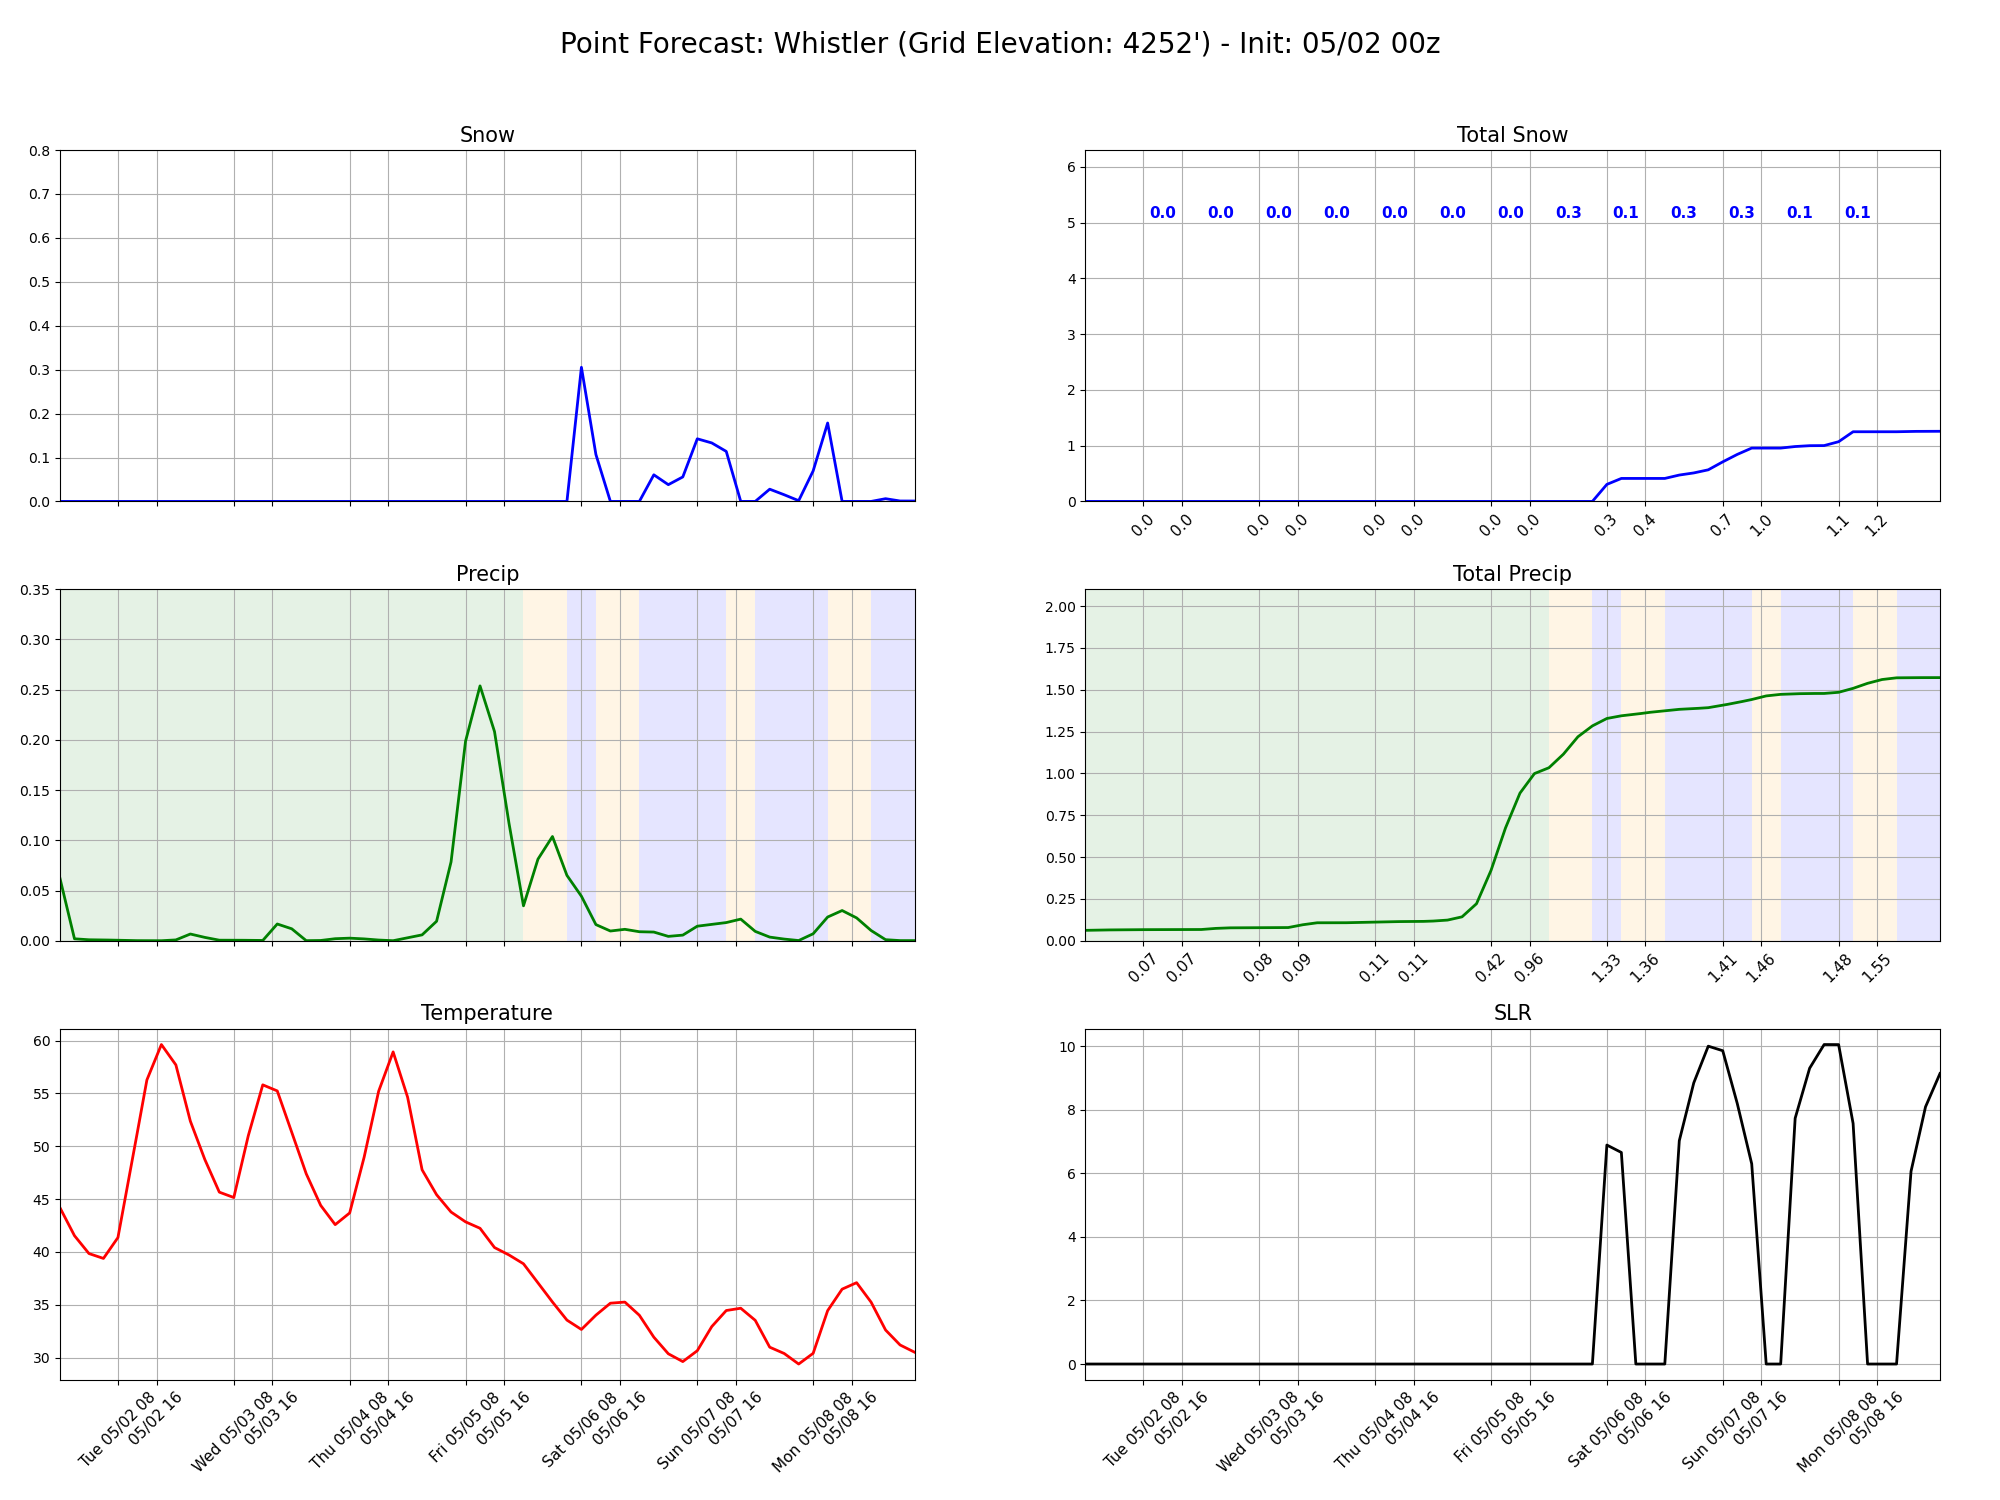 Point Forecast: Whistler (Grid Elevation: 4252') - Init: 05/02 00z
Snow
0.8
0.7
0.6
0.5
0.4
0.3
0.2
0.1
0.0
Total Snow
6
5
4
3
2
1
0
0.0 0.0 0.0 0.0 0.0 0.0 0.0 0.3 0.1 0.3 0.3 0.1 0.1
0.0 0.0 0.0 0.0 0.0 0.0 0.0 0.0 0.3 0.4 0.7 1.0 1.1 1.2
Precip
0.35
0.30
0.25
0.20
0.15
0.10
0.05
0.00
Total Precip
2.00
1.75
1.50
1.25
1.00
0.75
0.50
0.25
0.00
0.07 0.07 0.08 0.09 0.11 0.11 0.42 0.96 1.33 1.36 1.41 1.46 1.48 1.55
Temperature
60
55
50
45
40
35
30
Tue 05/02 08
05/02 16
Wed 05/03 08
05/03 16
Thu 05/04 08
05/04 16
Fri 05/05 08
05/05 16
Sat 05/06 08
05/06 16
Sun 05/07 08
05/07 16
Mon 05/08 08
05/08 16
SLR
10
8
6
4
2
0
Tue 05/02 08
05/02 16
Wed 05/03 08
05/03 16
Thu 05/04 08
05/04 16
Fri 05/05 08
05/05 16
Sat 05/06 08
05/06 16
Sun 05/07 08
05/07 16
Mon 05/08 08
05/08 16